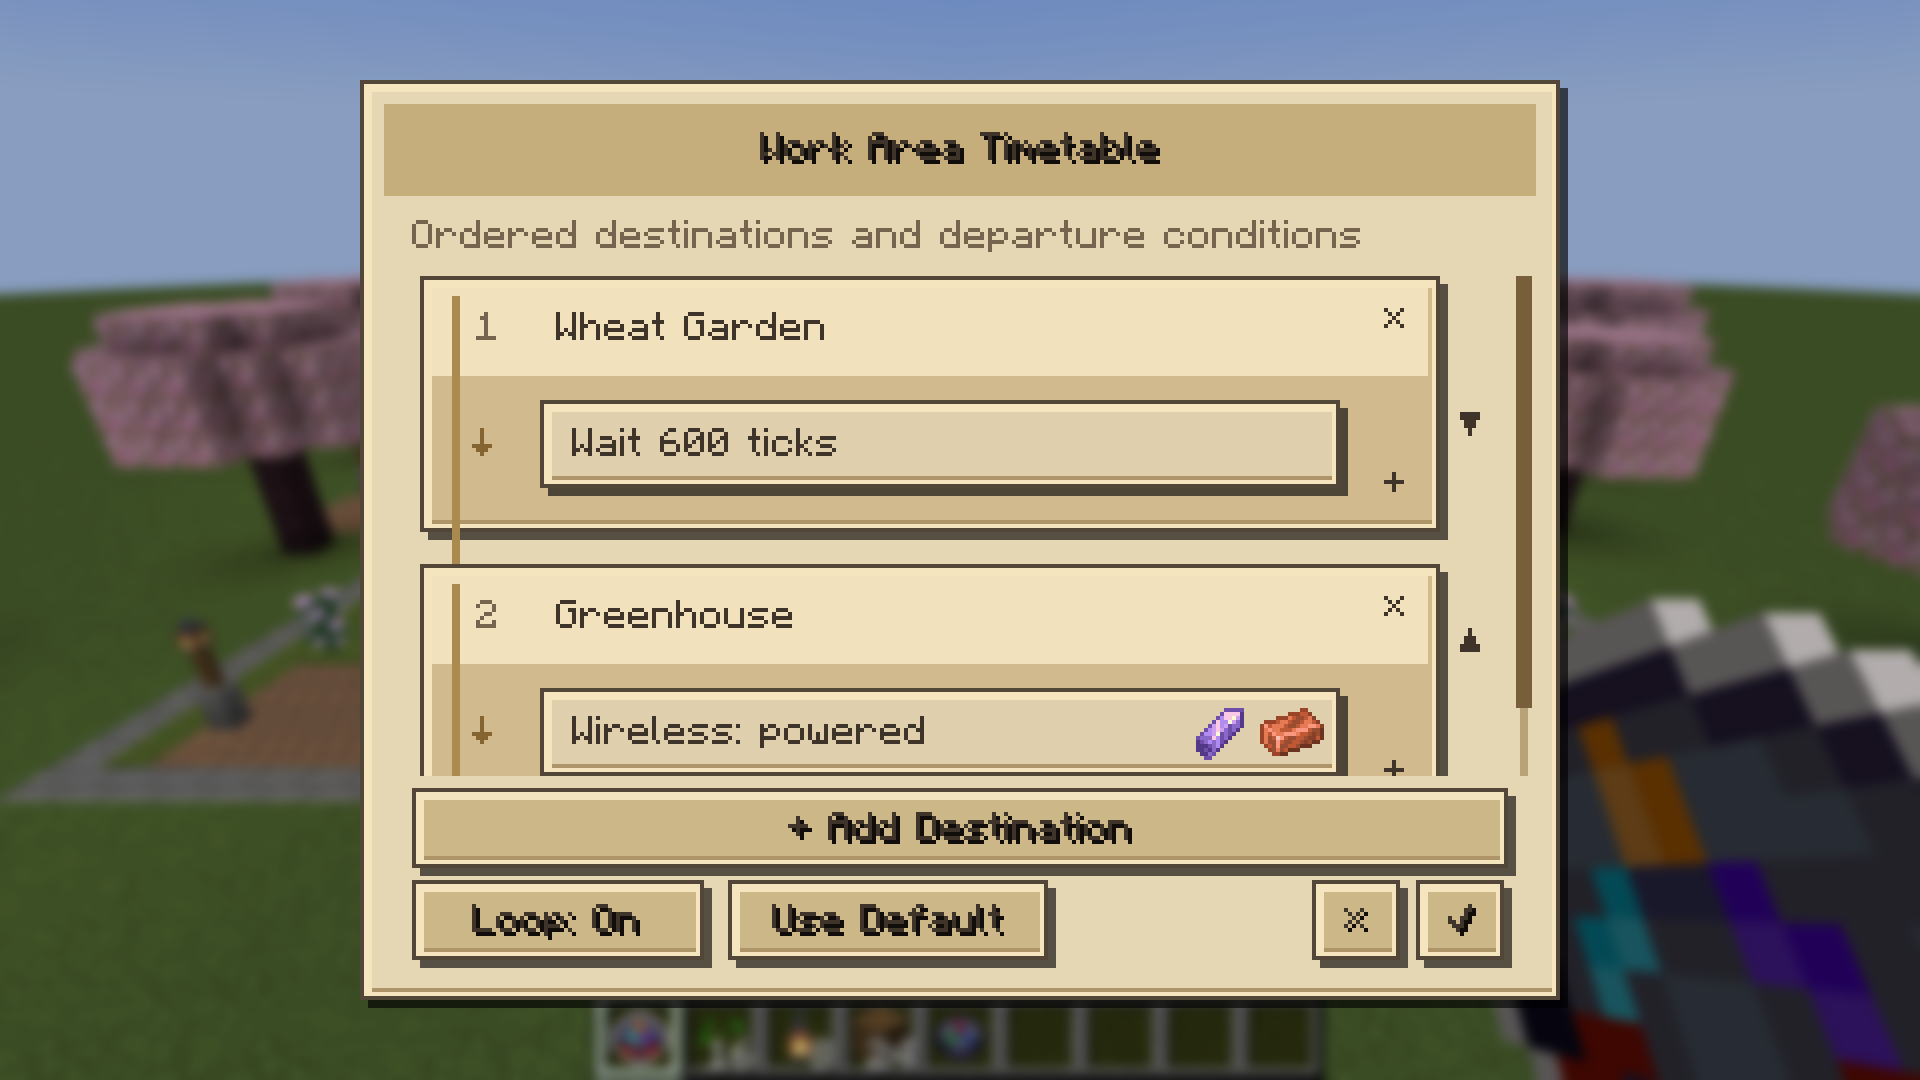 Work Area Timetable
Ordered destinations and departure conditions
1 Wheat Garden
Wait 600 ticks
2 Greenhouse
Wireless: powered
+ Add Destination
Loop: On Use Default